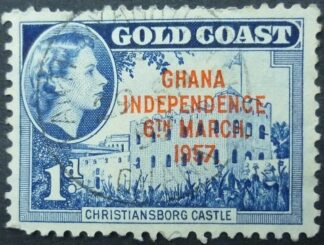 GOLD COAST
GHANA
INDEPENDENCE
6TH MARCH
1957
1D
CHRISTIANSBORG CASTLE